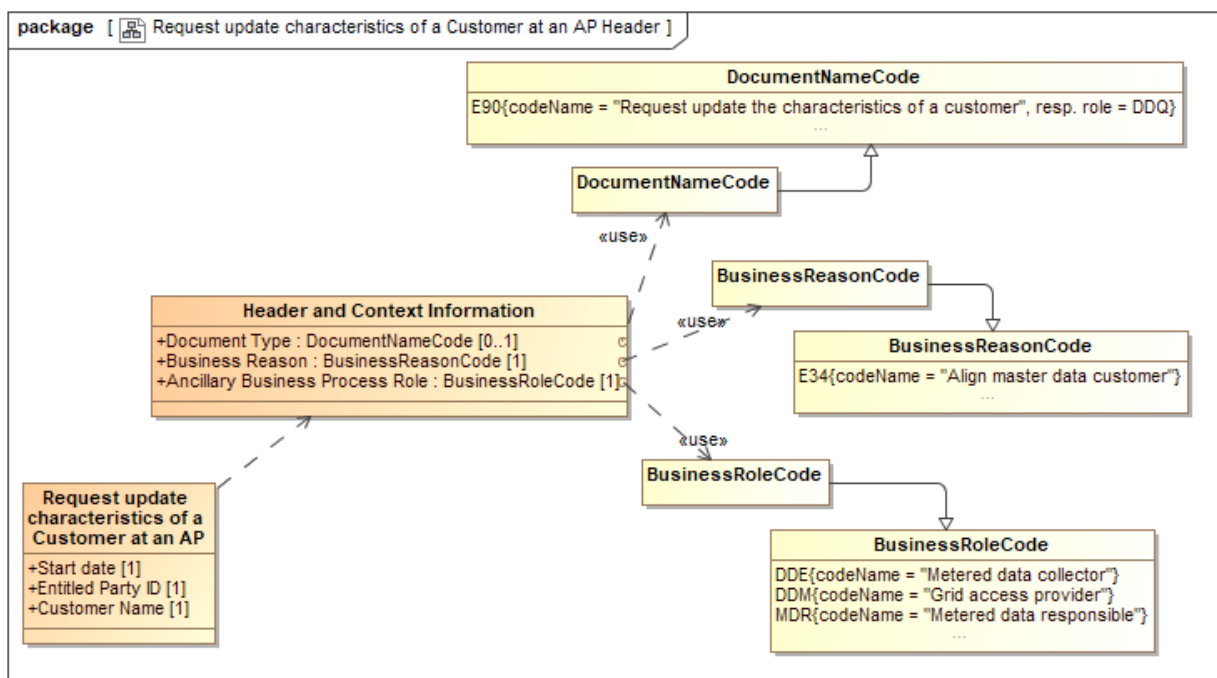 package [ Request update characteristics of a Customer at an AP Header ]
DocumentNameCode
E90{codeName = "Request update the characteristics of a customer", resp. role = DDQ}
...
DocumentNameCode
«use»
BusinessReasonCode
«use»
BusinessReasonCode
E34{codeName = "Align master data customer"}
...
Header and Context Information
+Document Type : DocumentNameCode [0..1]
+Business Reason : BusinessReasonCode [1]
+Ancillary Business Process Role : BusinessRoleCode [1]
«use»
BusinessRoleCode
Request update
characteristics of a
Customer at an AP
+Start date [1]
+Entitled Party ID [1]
+Customer Name [1]
BusinessRoleCode
DDE{codeName = "Metered data collector"}
DDM{codeName = "Grid access provider"}
MDR{codeName = "Metered data responsible"}
...